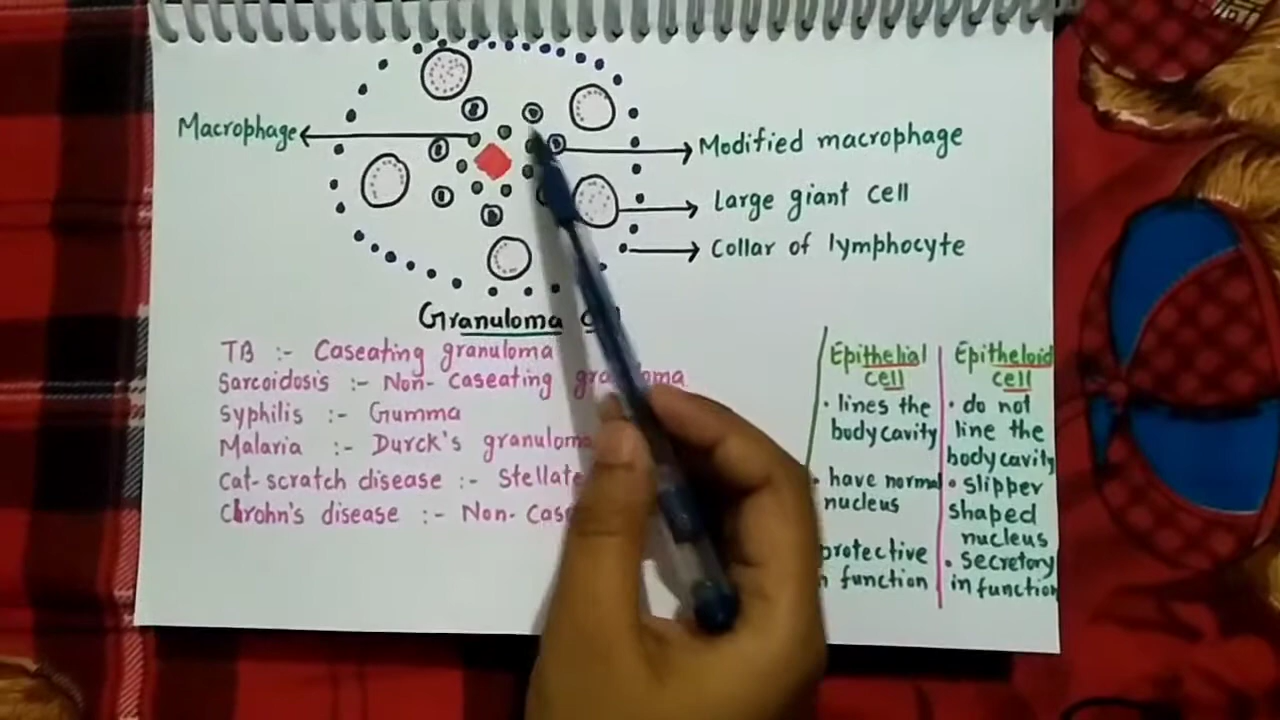 Macrophage
Modified macrophage
Large giant cell
Collar of lymphocyte
Granuloma
TB :- Caseating granuloma
Sarcoidosis :- Non-Caseating granuloma
Syphilis :- Gumma
Malaria :- Durck's granuloma
Cat-scratch disease :- Stellate
Chrohn's disease :- Non-
Epithelial
cell
• lines the
body cavity
• have normal
nucleus
protective
function
Epitheloid
cell
• do not
line the
body cavity
• slipper
shaped
nucleus
• secretory
in function